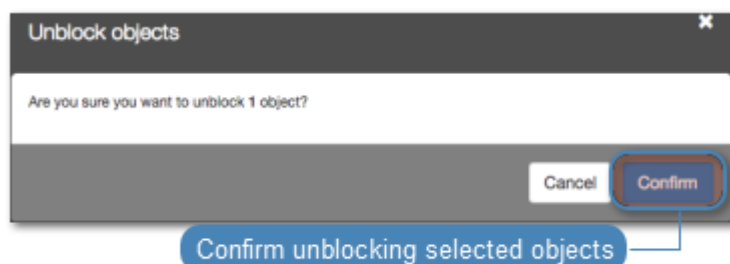 Unblock objects
Are you sure you want to unblock 1 object?
Cancel Confirm
Confirm unblocking selected objects